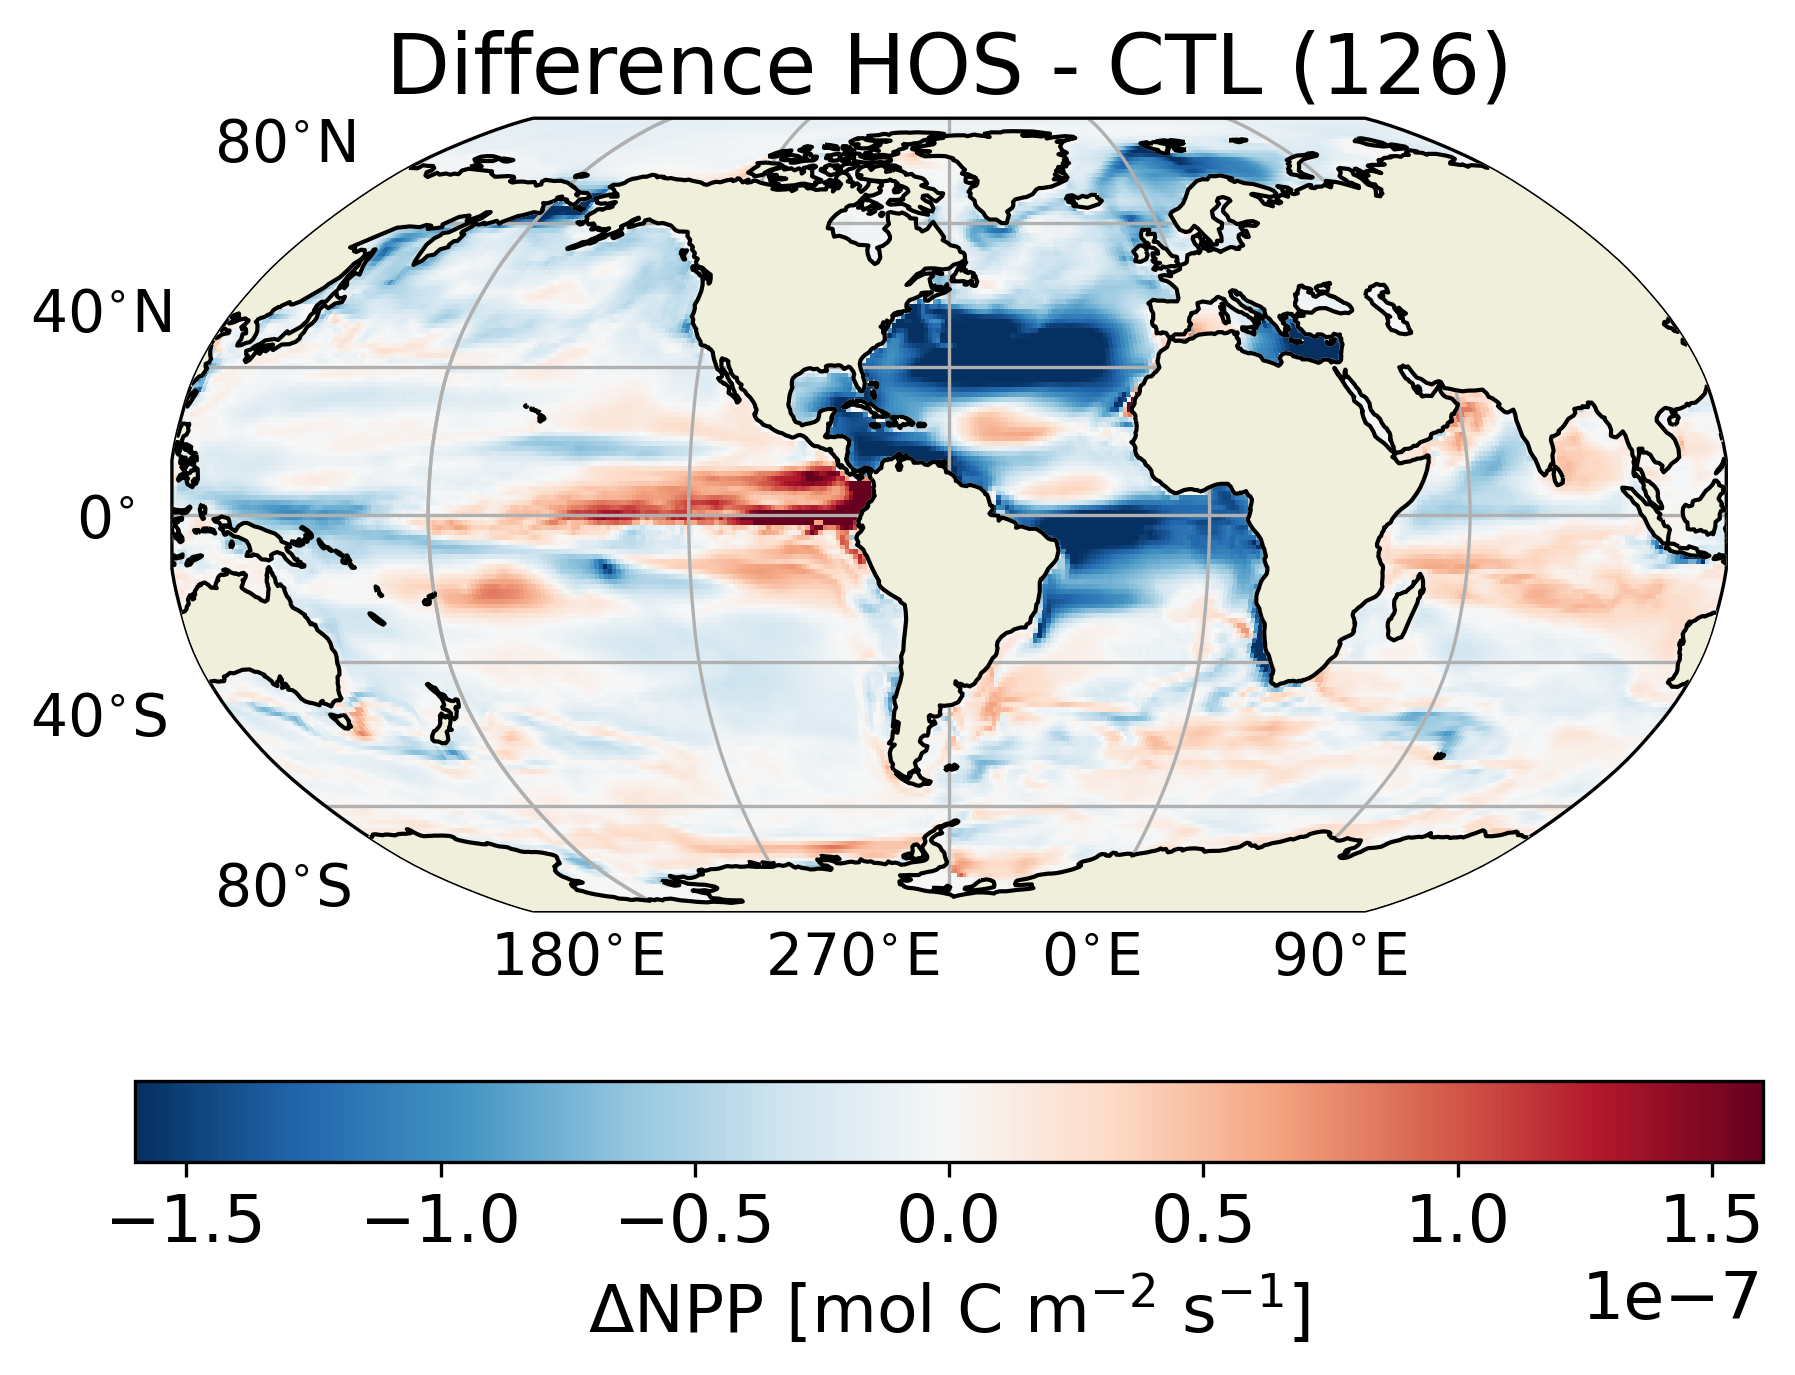 Difference HOS - CTL (126)
80°N
40°N
0°
40°S
80°S
180°E 270°E 0°E 90°E
−1.5 −1.0 −0.5 0.0 0.5 1.0 1.5
1e−7
ΔNPP [mol C m⁻² s⁻¹]